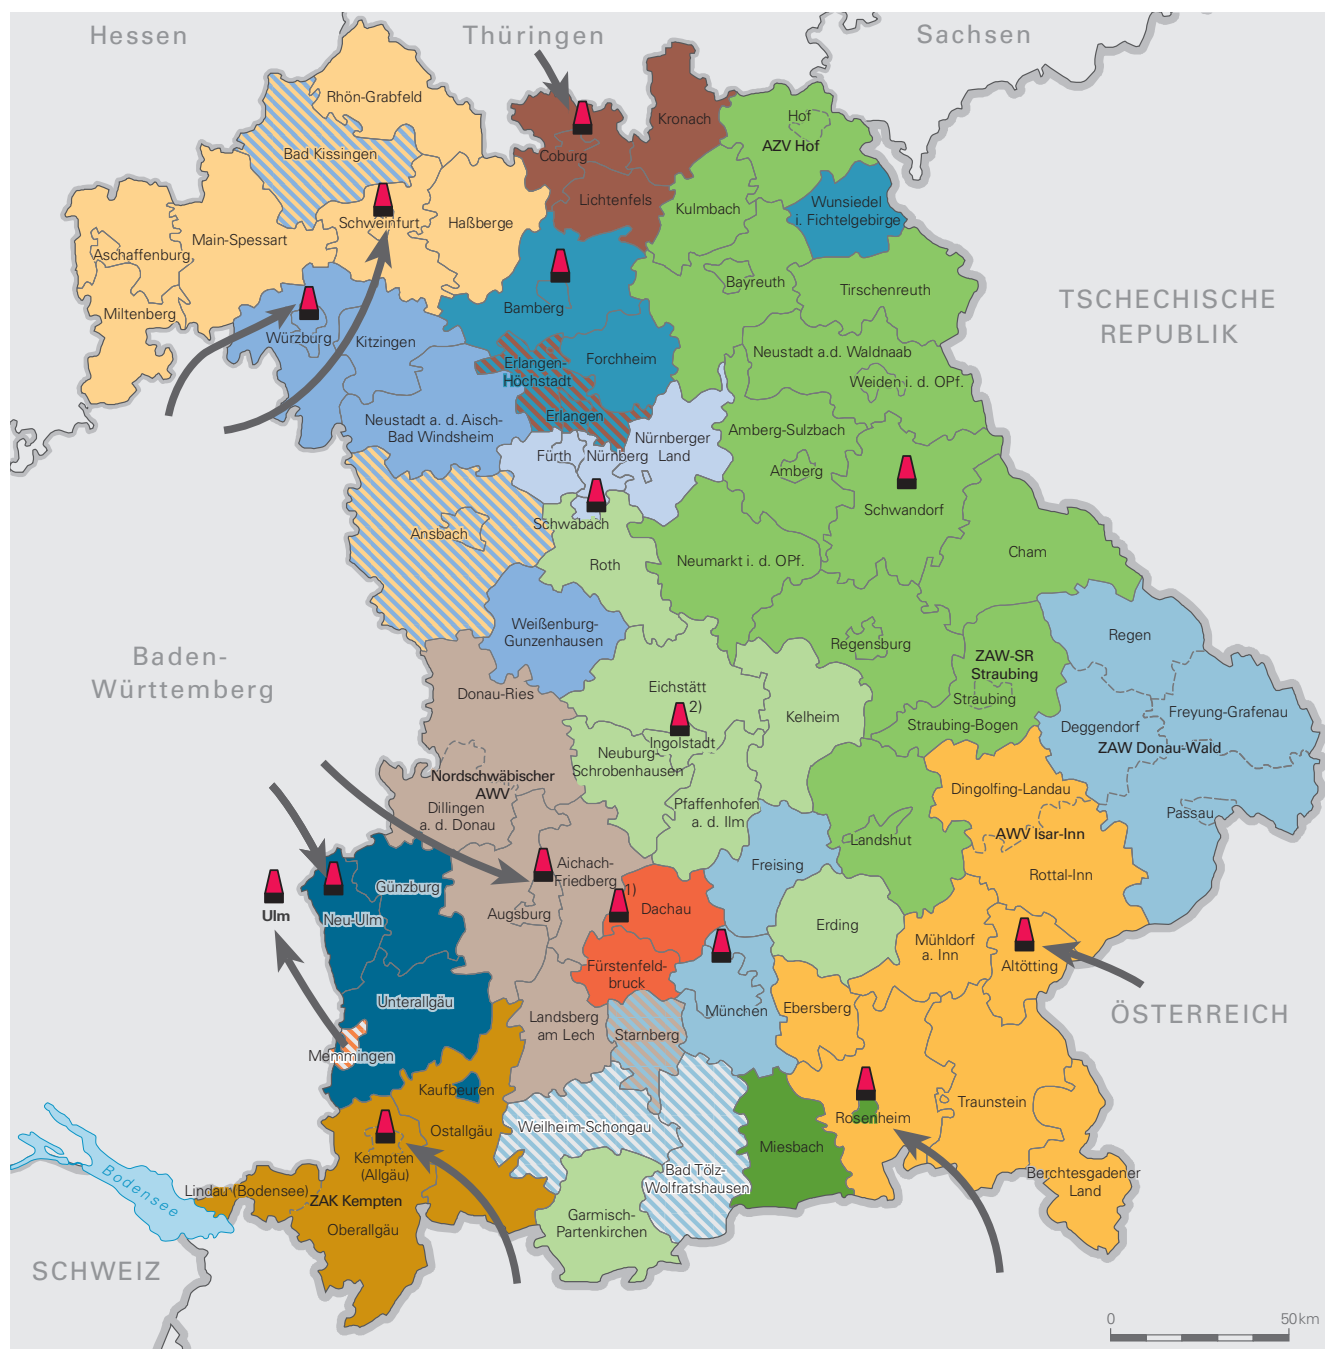 Hessen
Thüringen
Sachsen
Rhön-Grabfeld
Kronach
Hof
AZV Hof
Bad Kissingen
Coburg
Lichtenfels
Kulmbach
Wunsiedel
i. Fichtelgebirge
Main-Spessart
Schweinfurt
Haßberge
Aschaffenburg
Bayreuth
Tirschenreuth
TSCHECHISCHE
REPUBLIK
Miltenberg
Bamberg
Würzburg
Kitzingen
Erlangen-
Höchstadt
Forchheim
Neustadt a.d. Waldnaab
Weiden i. d. OPf.
Erlangen
Neustadt a. d. Aisch-
Bad Windsheim
Nürnberger
Land
Fürth
Nürnberg
Amberg-Sulzbach
Amberg
Schwandorf
Schwabach
Ansbach
Roth
Neumarkt i. d. OPf.
Cham
Weißenburg-
Gunzenhausen
Regensburg
Regen
Baden-
Württemberg
ZAW-SR
Straubing
Straubing
Donau-Ries
Eichstätt
2)
Kelheim
Straubing-Bogen
Deggendorf
Freyung-Grafenau
ZAW Donau-Wald
Ingolstadt
Neuburg-
Schrobenhausen
Nordschwäbischer
AWV
Dillingen
a. d. Donau
Dingolfing-Landau
Pfaffenhofen
a. d. Ilm
Passau
AWV Isar-Inn
Landshut
Aichach-
Friedberg
Freising
Rottal-Inn
Günzburg
1)
Dachau
Ulm
Neu-Ulm
Augsburg
Erding
Mühldorf
a. Inn
Altötting
Fürstenfeld-
bruck
Unterallgäu
Landsberg
am Lech
München
Ebersberg
ÖSTERREICH
Starnberg
Memmingen
Kaufbeuren
Traunstein
Rosenheim
Weilheim-Schongau
Ostallgäu
Miesbach
Kempten
(Allgäu)
Bad Tölz-
Wolfratshausen
Berchtesgadener
Land
Bodensee
Lindau (Bodensee)
ZAK Kempten
Oberallgäu
Garmisch-
Partenkirchen
SCHWEIZ
0
50 km